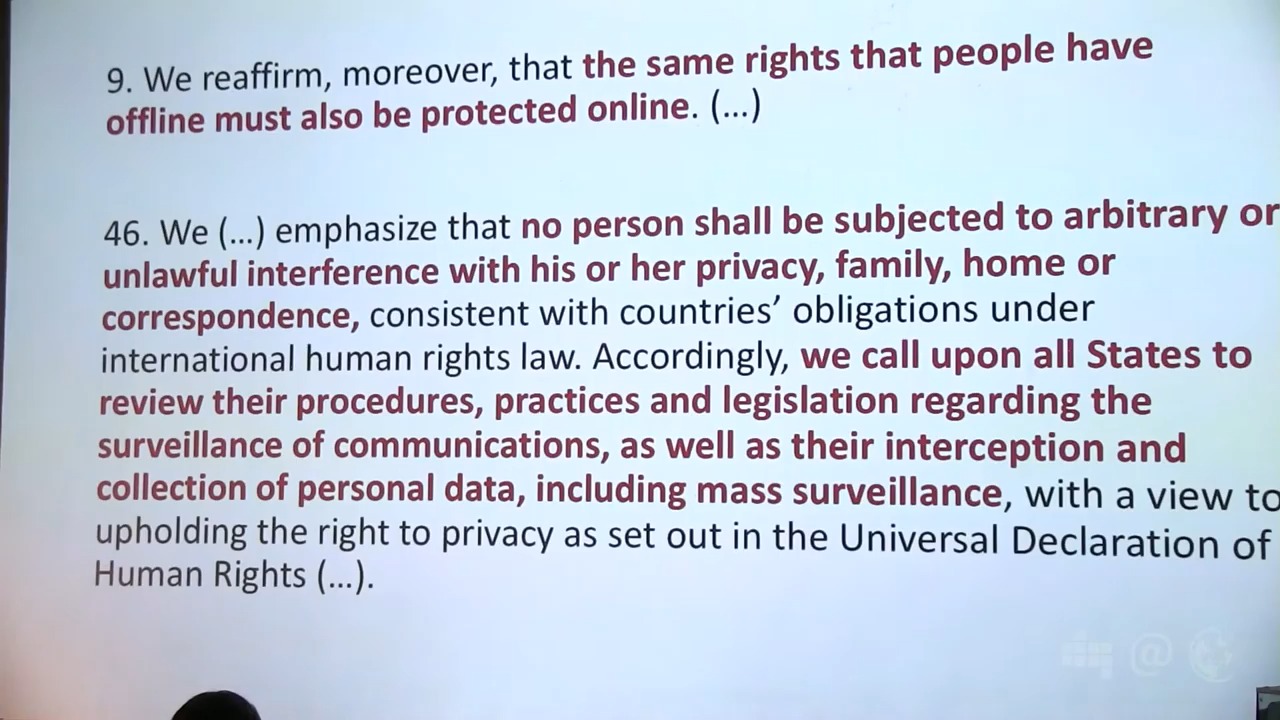 9. We reaffirm, moreover, that the same rights that people have
offline must also be protected online. (...)
46. We (...) emphasize that no person shall be subjected to arbitrary or
unlawful interference with his or her privacy, family, home or
correspondence, consistent with countries’ obligations under
international human rights law. Accordingly, we call upon all States to
review their procedures, practices and legislation regarding the
surveillance of communications, as well as their interception and
collection of personal data, including mass surveillance, with a view to
upholding the right to privacy as set out in the Universal Declaration of
Human Rights (...).
@